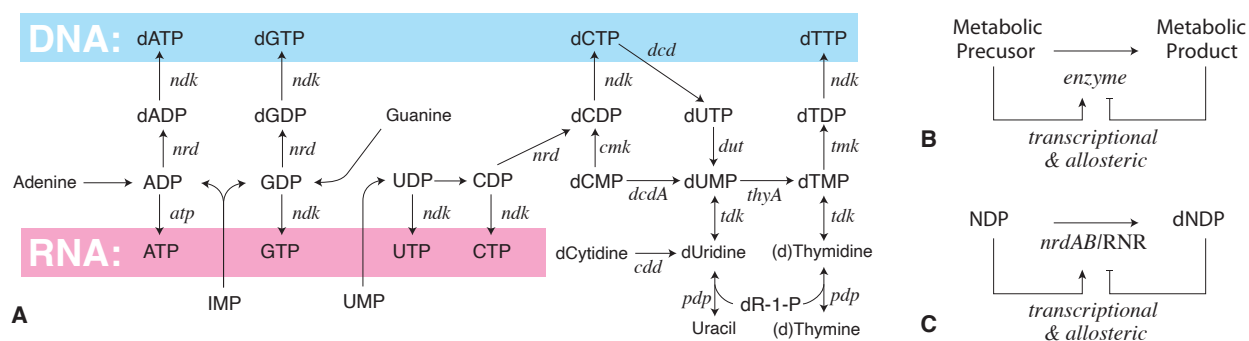 DNA: dATP dGTP dCTP dcd dTTP
ndk ndk ndk ndk
dADP dGDP Guanine dCDP dUTP dTDP
nrd nrd nrd cmk dut tmk
Adenine ADP GDP UDP CDP dCMP dcdA dUMP thyA dTMP
atp ndk ndk ndk tdk tdk
RNA: ATP GTP UTP CTP dCytidine cdd dUridine (d)Thymidine
IMP UMP pdp dR-1-P pdp
A Uracil (d)Thymine
Metabolic Metabolic
Precusor Product
enzyme
B transcriptional
& allosteric
NDP dNDP
nrdAB/RNR
transcriptional
C & allosteric